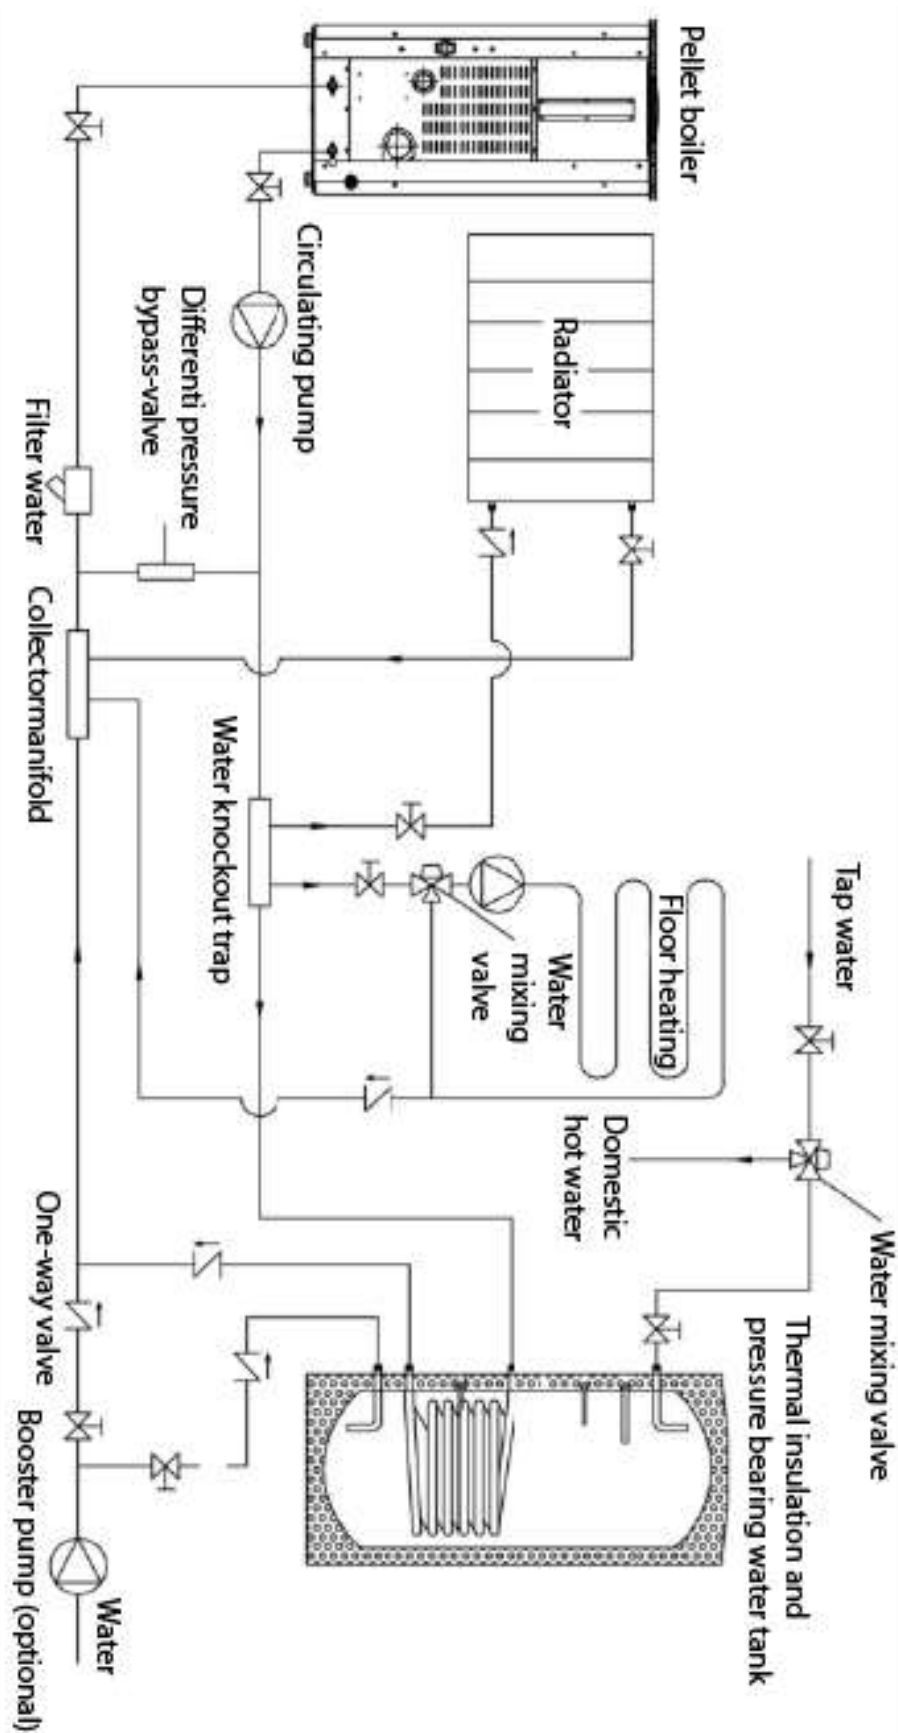 Pellet boiler
Radiator
Circulating pump
Differenti pressure
bypass-valve
Filter water
Collectormanifold
Water knockout trap
Water
mixing
valve
Floor heating
Tap water
Domestic
hot water
Water mixing valve
Thermal insulation and
pressure bearing water tank
One-way valve
Booster pump (optional)
Water